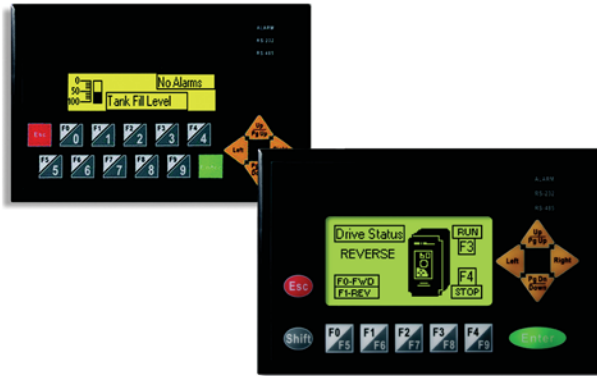 ALARM
RS-232
RS-485
0
50
100
No Alarms
Tank Fill Level
Esc
F0 0
F1 1
F2 2
F3 3
F4 4
F5 5
F6 6
F7 7
F8 8
F9 9
Up
Pg Up
Left
ALARM
RS-232
RS-485
Drive Status
REVERSE
F0-FWD
F1-REV
RUN
F3
F4
STOP
Up
Pg Up
Left
Right
Pg Dn
Down
Esc
Shift
F0 F5
F1 F6
F2 F7
F3 F8
F4 F9
Enter